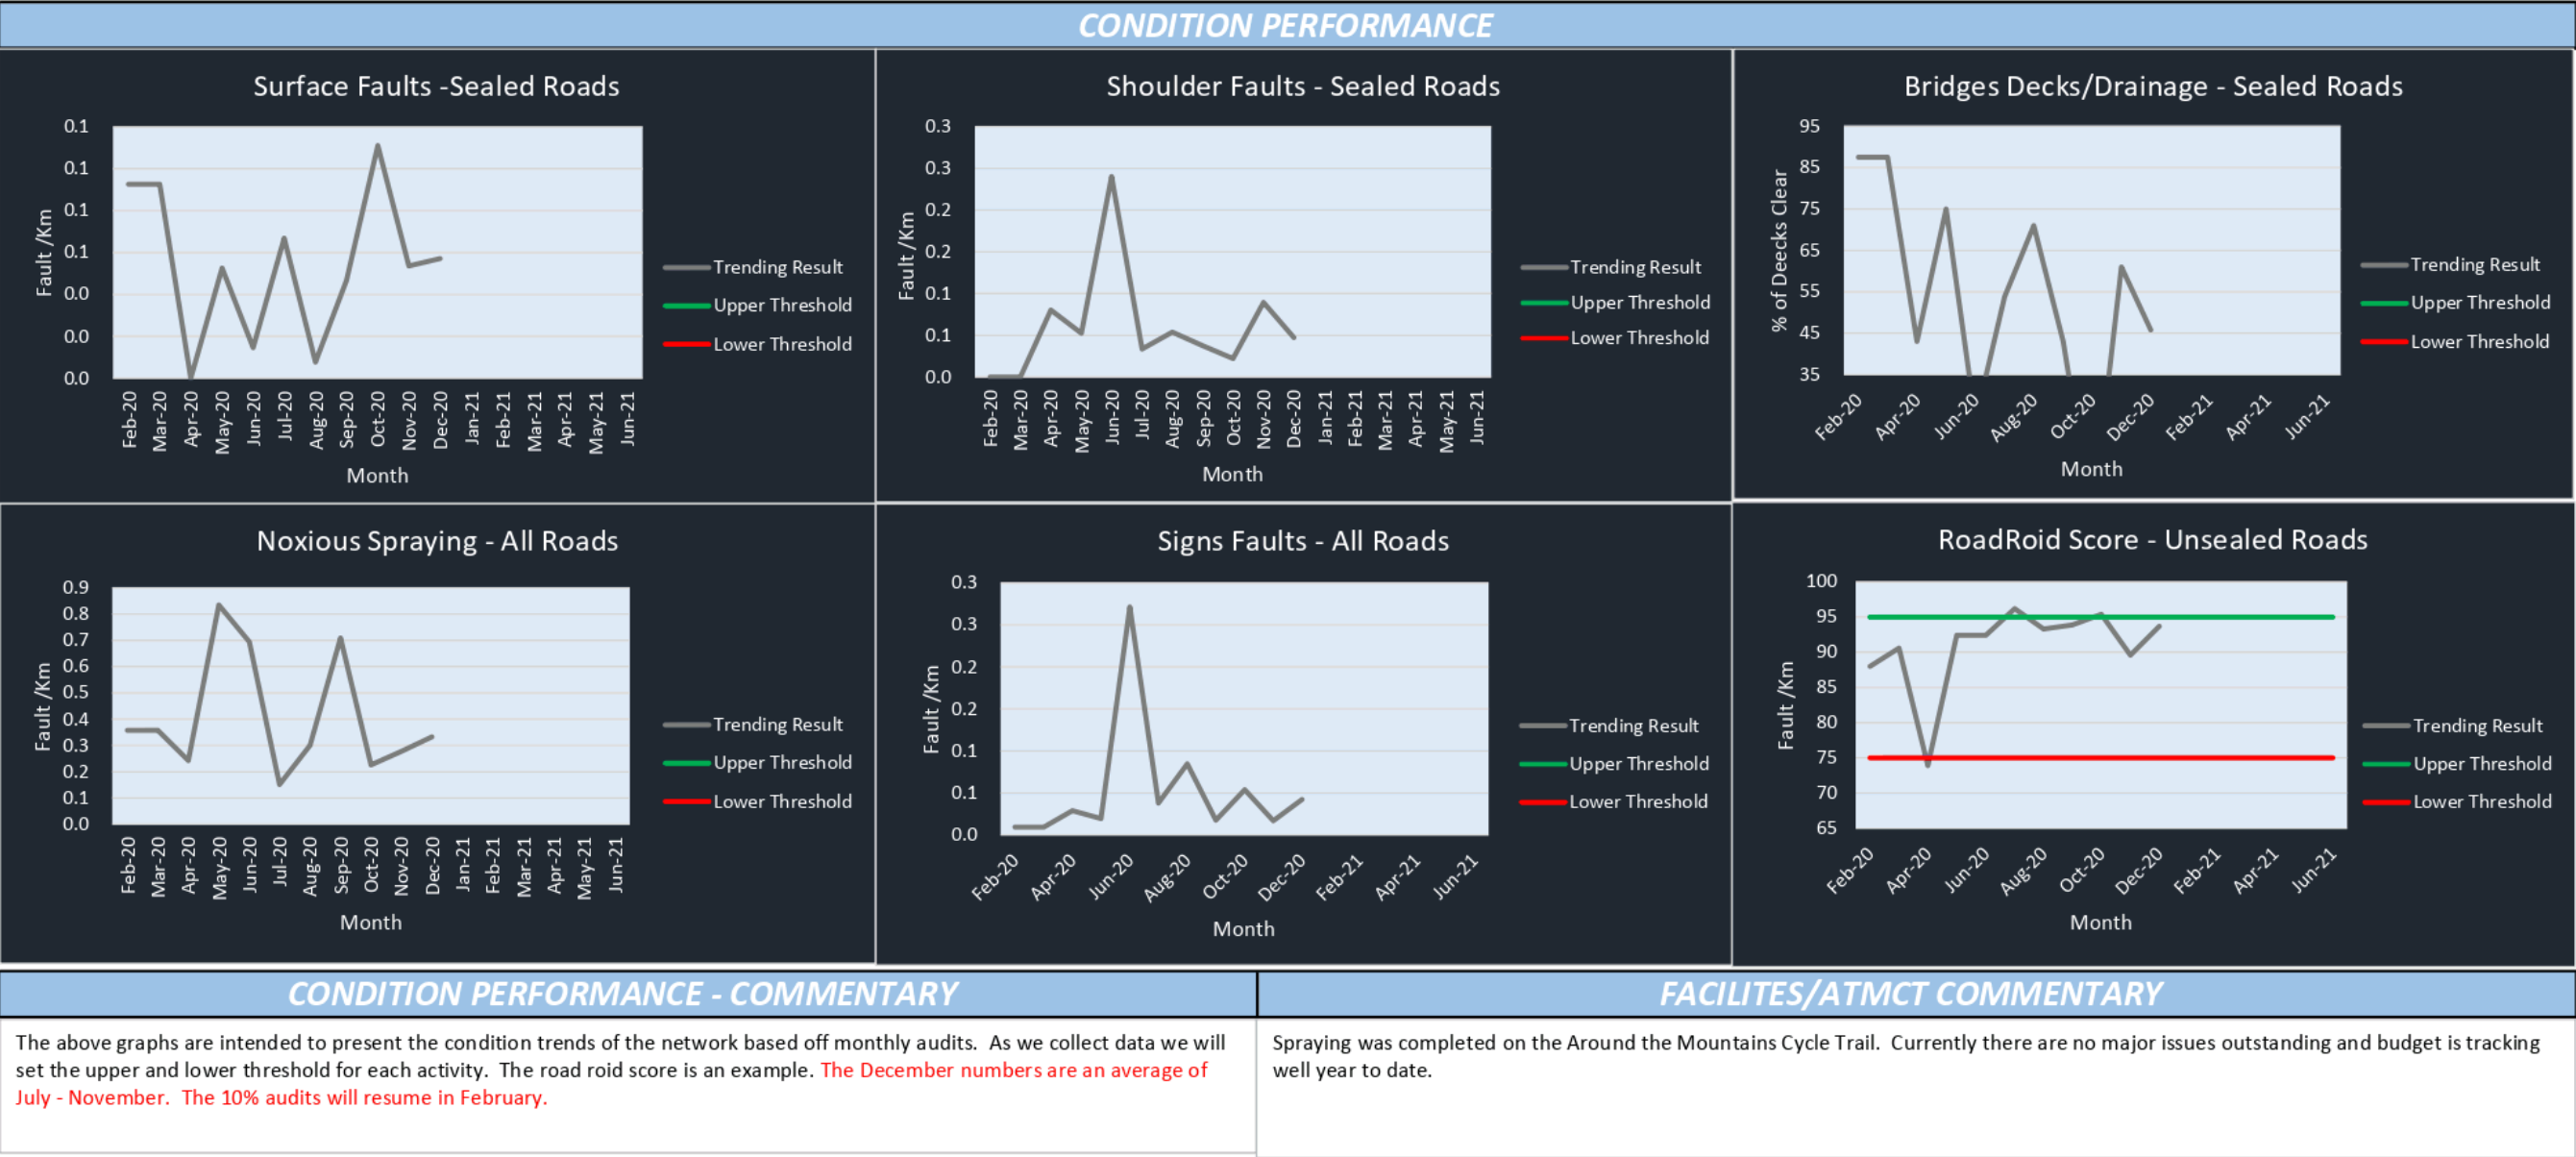 CONDITION PERFORMANCE
Surface Faults -Sealed Roads
0.1
0.1
0.1
0.1
0.0
0.0
0.0
Fault /Km
Feb-20
Mar-20
Apr-20
May-20
Jun-20
Jul-20
Aug-20
Sep-20
Oct-20
Nov-20
Dec-20
Jan-21
Feb-21
Mar-21
Apr-21
May-21
Jun-21
Month
Trending Result
Upper Threshold
Lower Threshold
Shoulder Faults - Sealed Roads
0.3
0.3
0.2
0.2
0.1
0.1
0.0
Fault /Km
Feb-20
Mar-20
Apr-20
May-20
Jun-20
Jul-20
Aug-20
Sep-20
Oct-20
Nov-20
Dec-20
Jan-21
Feb-21
Mar-21
Apr-21
May-21
Jun-21
Month
Trending Result
Upper Threshold
Lower Threshold
Bridges Decks/Drainage - Sealed Roads
95
85
75
65
55
45
35
% of Deecks Clear
Feb-20
Apr-20
Jun-20
Aug-20
Oct-20
Dec-20
Feb-21
Apr-21
Jun-21
Month
Trending Result
Upper Threshold
Lower Threshold
Noxious Spraying - All Roads
0.9
0.8
0.7
0.6
0.5
0.4
0.3
0.2
0.1
0.0
Fault /Km
Feb-20
Mar-20
Apr-20
May-20
Jun-20
Jul-20
Aug-20
Sep-20
Oct-20
Nov-20
Dec-20
Jan-21
Feb-21
Mar-21
Apr-21
May-21
Jun-21
Month
Trending Result
Upper Threshold
Lower Threshold
Signs Faults - All Roads
0.3
0.3
0.2
0.2
0.1
0.1
0.0
Fault /Km
Feb-20
Apr-20
Jun-20
Aug-20
Oct-20
Dec-20
Feb-21
Apr-21
Jun-21
Month
Trending Result
Upper Threshold
Lower Threshold
RoadRoid Score - Unsealed Roads
100
95
90
85
80
75
70
65
Fault /Km
Feb-20
Apr-20
Jun-20
Aug-20
Oct-20
Dec-20
Feb-21
Apr-21
Jun-21
Month
Trending Result
Upper Threshold
Lower Threshold
CONDITION PERFORMANCE - COMMENTARY
The above graphs are intended to present the condition trends of the network based off monthly audits. As we collect data we will
set the upper and lower threshold for each activity. The road roid score is an example. The December numbers are an average of
July - November. The 10% audits will resume in February.
FACILITES/ATMCT COMMENTARY
Spraying was completed on the Around the Mountains Cycle Trail. Currently there are no major issues outstanding and budget is tracking
well year to date.